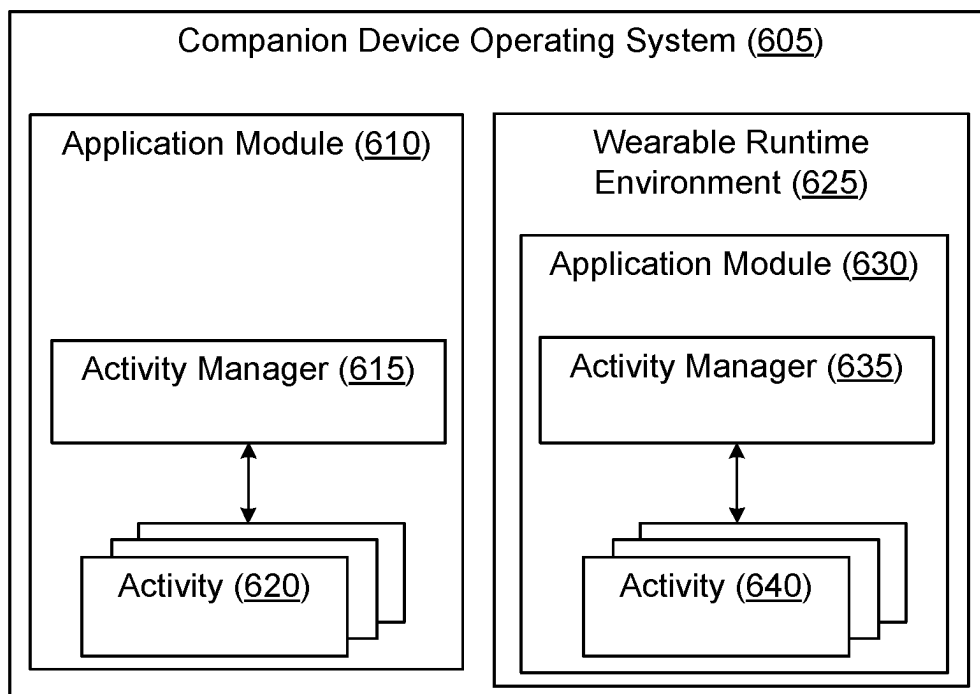 Companion Device Operating System (605)
Application Module (610)
Activity Manager (615)
Activity (620)
Wearable Runtime
Environment (625)
Application Module (630)
Activity Manager (635)
Activity (640)